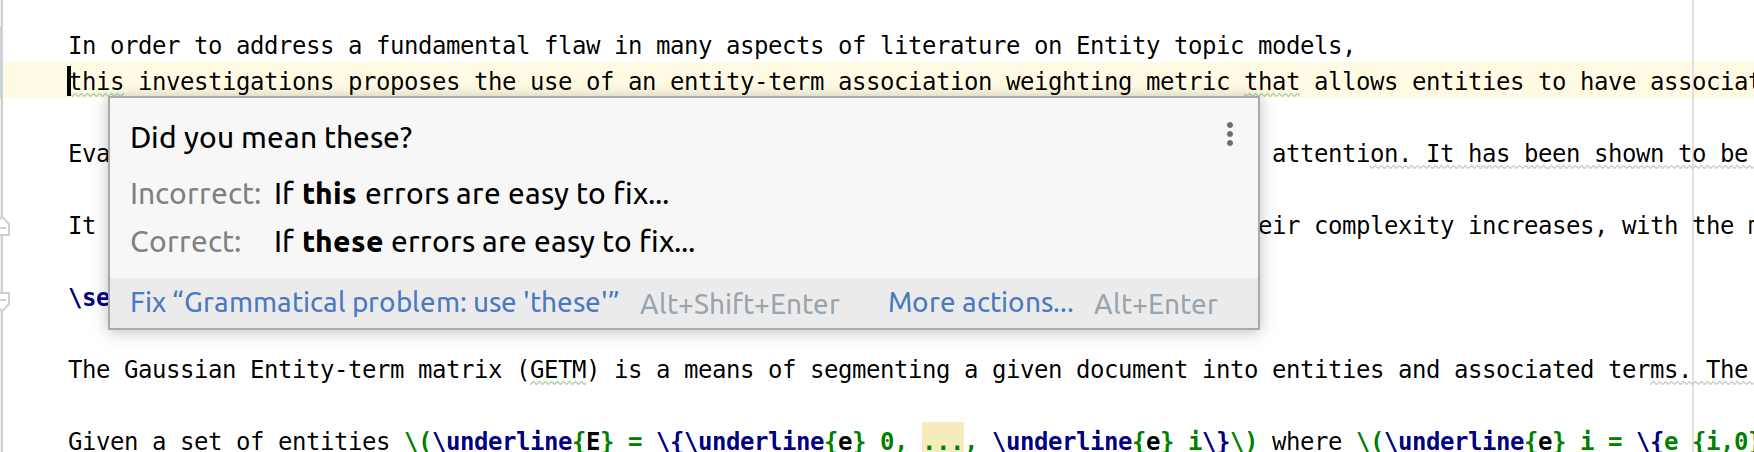 In order to address a fundamental flaw in many aspects of literature on Entity topic models,
this investigations proposes the use of an entity-term association weighting metric that allows entities to have associat
Did you mean these?
Eva
attention. It has been shown to be
Incorrect: If this errors are easy to fix...
It
eir complexity increases, with the m
Correct: If these errors are easy to fix...
\se
Fix “Grammatical problem: use 'these'” Alt+Shift+Enter More actions... Alt+Enter
The Gaussian Entity-term matrix (GETM) is a means of segmenting a given document into entities and associated terms. The
Given a set of entities \(\underline{E} = \{\underline{e} 0, ..., \underline{e} i\}\) where \(\underline{e} i = \{e {i,0}